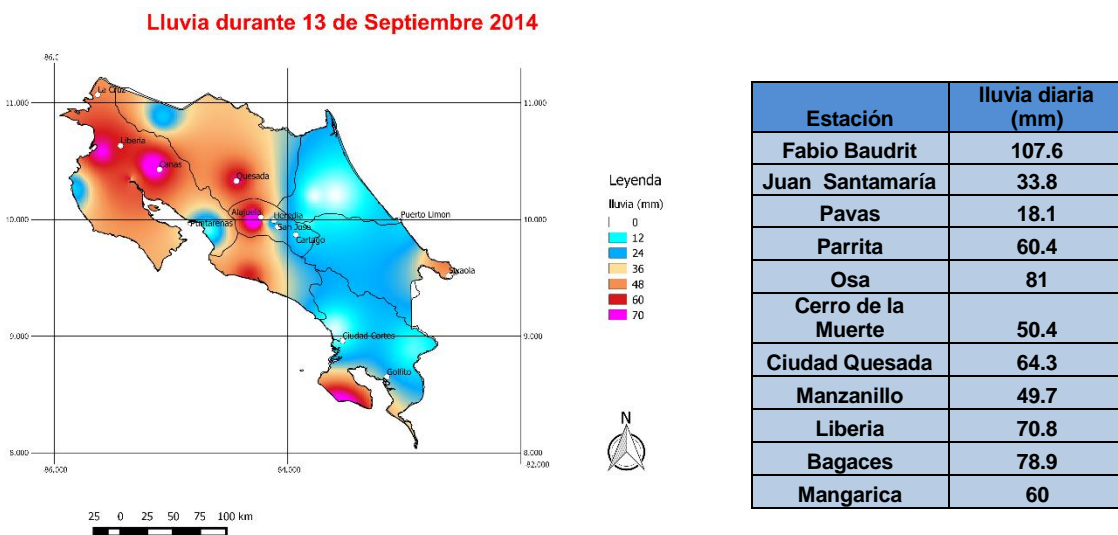 Lluvia durante 13 de Septiembre 2014
11.000
11.000
La Cruz
Liberia
Canas
Quesada
10.000
10.000
Alajuela
Heredia
Puntarenas
San Jose
Cartago
Puerto Limon
Sixaola
9.000
9.000
Ciudad Cortes
Golfito
8.000
8.000
86.000
84.000
82.000
25 0 25 50 75 100 km
Leyenda
lluvia (mm)
0
12
24
36
48
60
70
N
Estación lluvia diaria
(mm)
Fabio Baudrit 107.6
Juan Santamaría 33.8
Pavas 18.1
Parrita 60.4
Osa 81
Cerro de la
Muerte 50.4
Ciudad Quesada 64.3
Manzanillo 49.7
Liberia 70.8
Bagaces 78.9
Mangarica 60